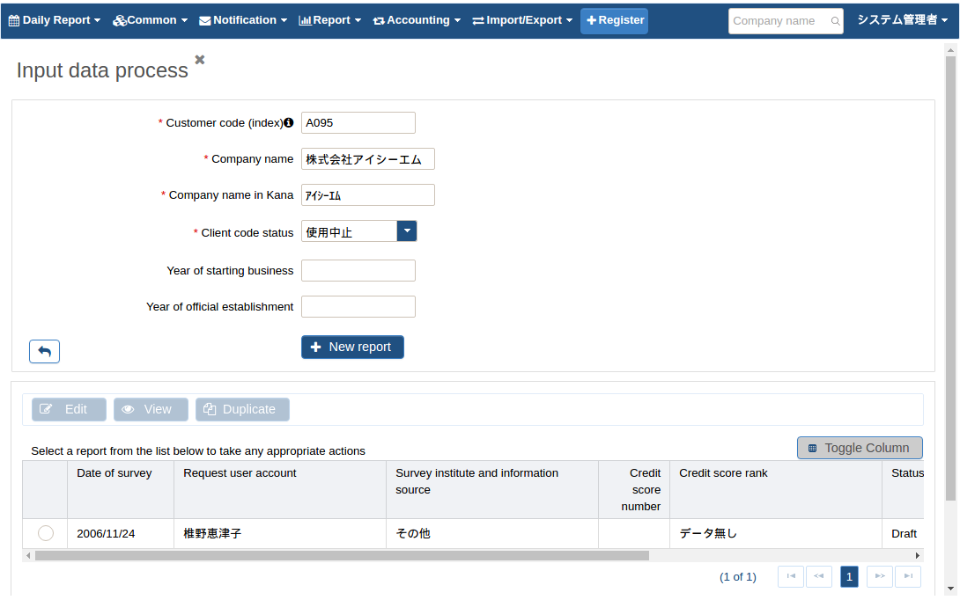 Daily Report Common Notification Report Accounting Import/Export Register Company name システム管理者
Input data process
* Customer code (index) A095
* Company name 株式会社アイシーエム
* Company name in Kana ｱｲｼｰｴﾑ
* Client code status 使用中止
Year of starting business
Year of official establishment
New report
Edit View Duplicate
Select a report from the list below to take any appropriate actions Toggle Column
Date of survey Request user account Survey institute and information source Credit score number Credit score rank Status
2006/11/24 椎野恵津子 その他 データ無し Draft
(1 of 1) 1